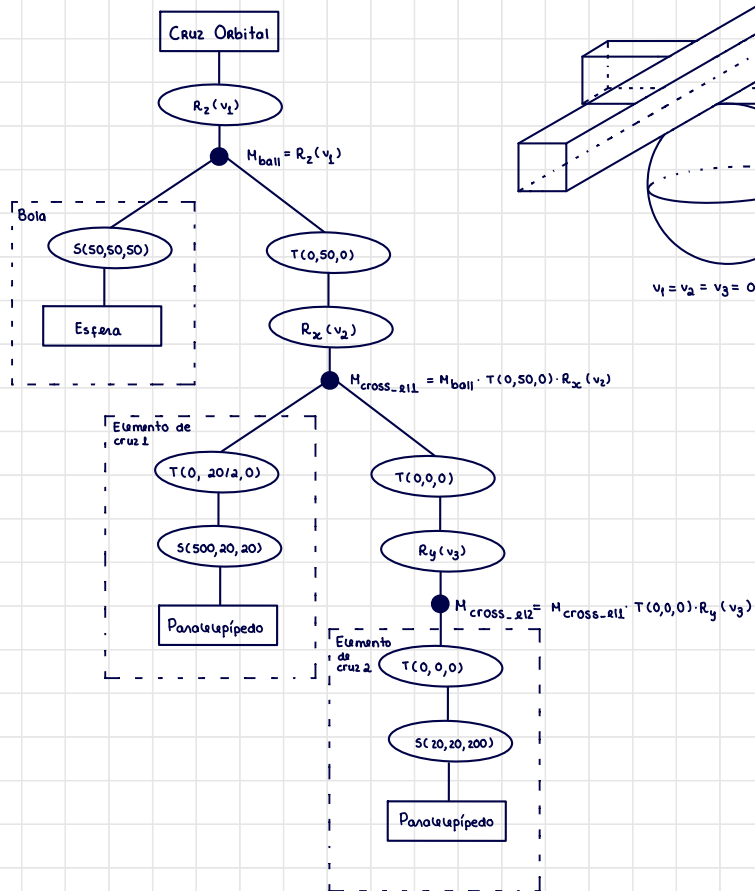 Cruz Orbital
Rz(v1)
Mball = Rz(v1)
Bola
S(50,50,50)
Esfera
T(0,50,0)
Rx(v2)
v1 = v2 = v3 = 0
Mcross_el1 = Mball · T(0,50,0) · Rx(v2)
Elemento de
cruz 1
T(0, 20/2, 0)
S(500,20,20)
Paralelepípedo
T(0,0,0)
Ry(v3)
Mcross_el2 = Mcross_el1 · T(0,0,0) · Ry(v3)
Elemento
de
cruz 2
T(0,0,0)
S(20,20,200)
Paralelepípedo